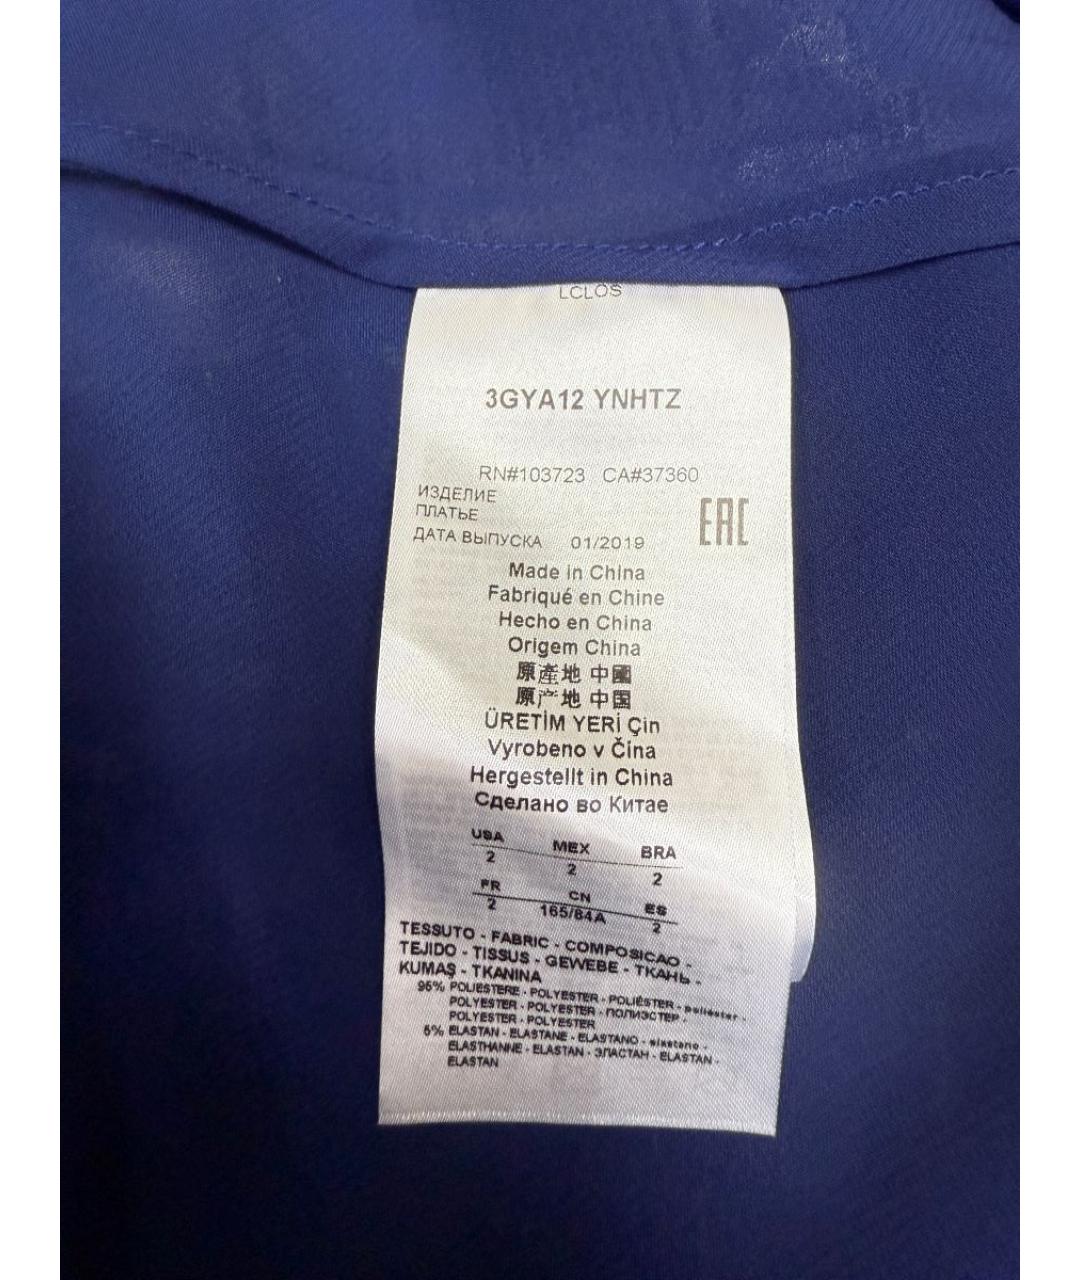 LCLOS
3GYA12 YNHTZ
RN#103723 CA#37360
ИЗДЕЛИЕ
ПЛАТЬЕ
EAC
ДАТА ВЫПУСКА 01/2019
Made in China
Fabriqué en Chine
Hecho en China
Origem China
原產地 中國
原产地 中国
ÜRETİM YERİ Çin
Vyrobeno v Čína
Hergestellt in China
Сделано во Китае
USA MEX BRA
2 2 2
FR CN ES
2 165/84A 2
TESSUTO - FABRIC - COMPOSICAO -
TEJIDO - TISSUS - GEWEBE - ТКАНЬ -
KUMAŞ - TKANINA
95% POLIESTERE - POLYESTER - POLIÉSTER - poliéster -
POLYESTER - POLYESTER - ПОЛИЭСТЕР -
POLYESTER - POLYESTER
5% ELASTAN - ELASTANE - ELASTANO - elastano -
ELASTHANNE - ELASTAN - ЭЛАСТАН - ELASTAN -
ELASTAN